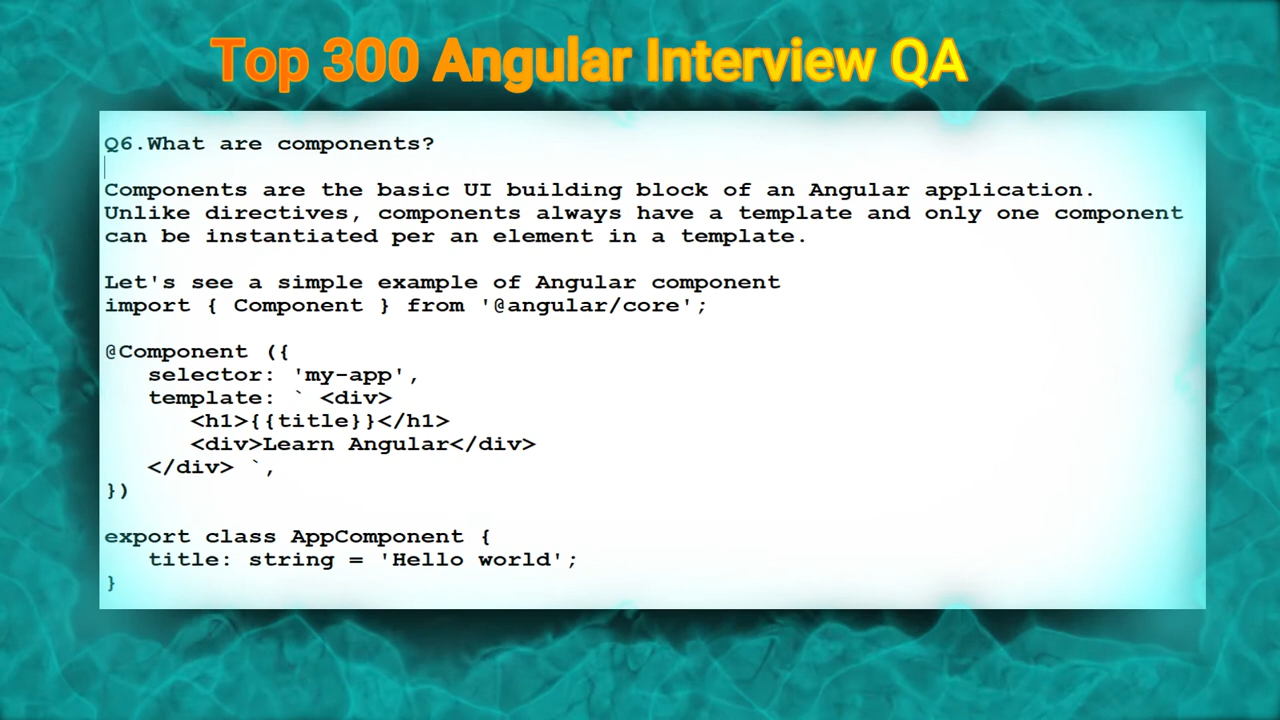 Top 300 Angular Interview QA
Q6.What are components?
Components are the basic UI building block of an Angular application.
Unlike directives, components always have a template and only one component
can be instantiated per an element in a template.
Let's see a simple example of Angular component
import { Component } from '@angular/core';
@Component ({
   selector: 'my-app',
   template: ` <div>
      <h1>{{title}}</h1>
      <div>Learn Angular</div>
   </div> `,
})
export class AppComponent {
   title: string = 'Hello world';
}